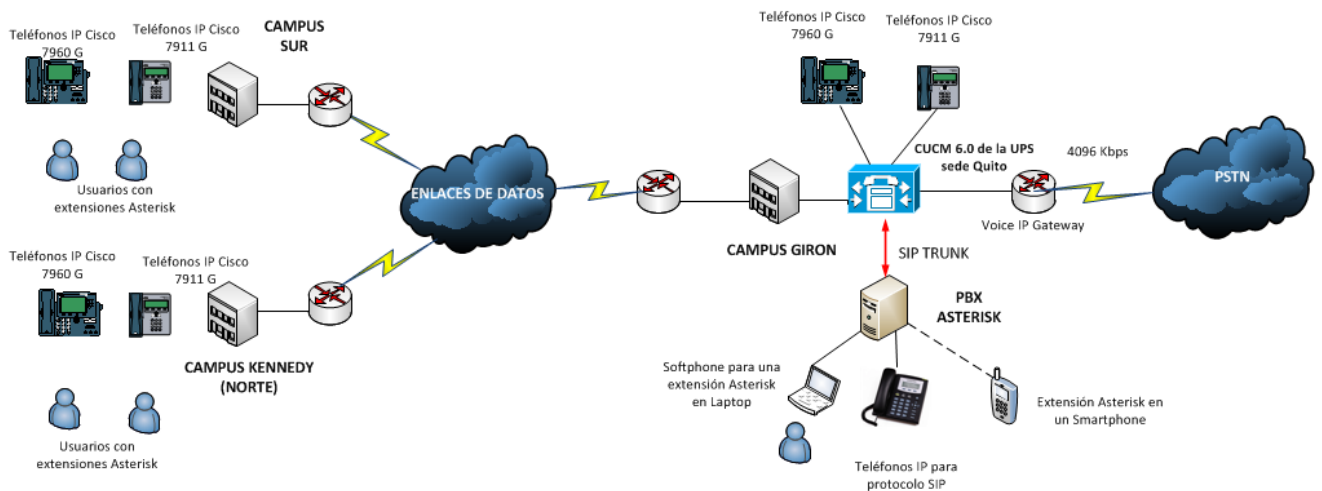 Teléfonos IP Cisco
7960 G
Teléfonos IP Cisco
7911 G
CAMPUS
SUR
Usuarios con
extensiones Asterisk
Teléfonos IP Cisco
7960 G
Teléfonos IP Cisco
7911 G
CAMPUS KENNEDY
(NORTE)
Usuarios con
extensiones Asterisk
ENLACES DE DATOS
CAMPUS GIRON
Teléfonos IP Cisco
7960 G
Teléfonos IP Cisco
7911 G
CUCM 6.0 de la UPS
sede Quito
4096 Kbps
PSTN
Voice IP Gateway
SIP TRUNK
PBX
ASTERISK
Softphone para una
extensión Asterisk
en Laptop
Extensión Asterisk en
un Smartphone
Teléfonos IP para
protocolo SIP